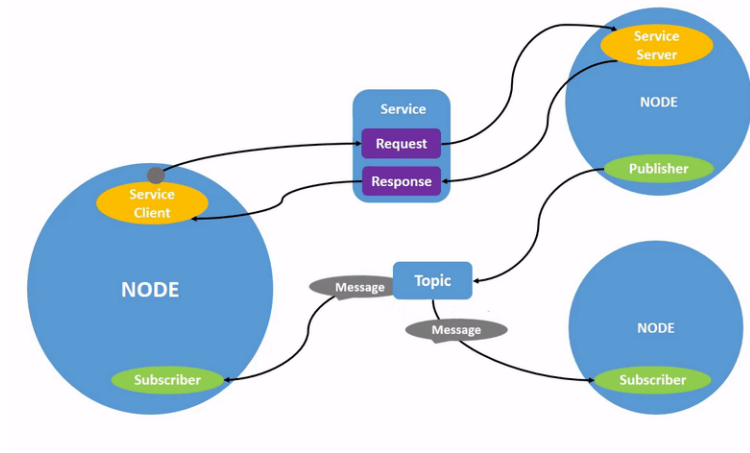 Service
Server
NODE
Publisher
Service
Request
Response
Service
Client
NODE
Subscriber
Topic
Message
Message
NODE
Subscriber